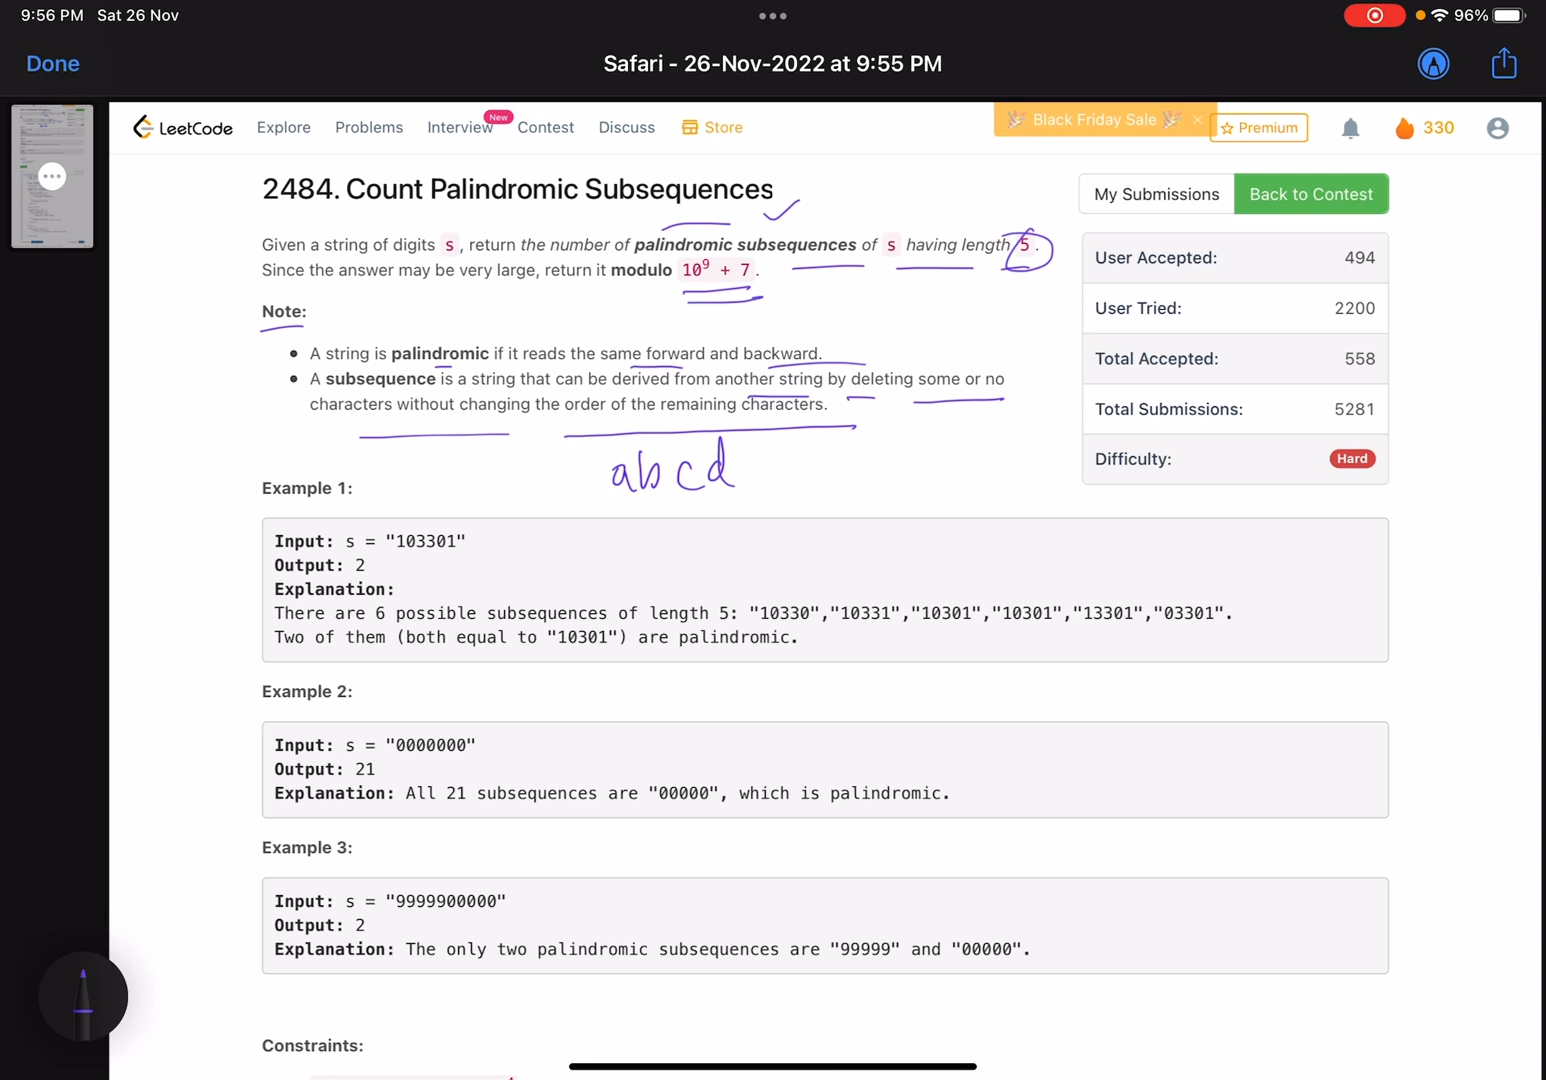 9:56 PM Sat 26 Nov
96%
Done
Safari - 26-Nov-2022 at 9:55 PM
LeetCode Explore Problems Interview New Contest Discuss Store
Black Friday Sale ×
Premium
330
2484. Count Palindromic Subsequences
My Submissions Back to Contest
Given a string of digits s, return the number of palindromic subsequences of s having length 5.
Since the answer may be very large, return it modulo 10⁹ + 7.
User Accepted: 494
User Tried: 2200
Total Accepted: 558
Total Submissions: 5281
Difficulty: Hard
Note:
• A string is palindromic if it reads the same forward and backward.
• A subsequence is a string that can be derived from another string by deleting some or no
characters without changing the order of the remaining characters.
abcd
Example 1:
Input: s = "103301"
Output: 2
Explanation:
There are 6 possible subsequences of length 5: "10330","10331","10301","10301","13301","03301".
Two of them (both equal to "10301") are palindromic.
Example 2:
Input: s = "0000000"
Output: 21
Explanation: All 21 subsequences are "00000", which is palindromic.
Example 3:
Input: s = "9999900000"
Output: 2
Explanation: The only two palindromic subsequences are "99999" and "00000".
Constraints: